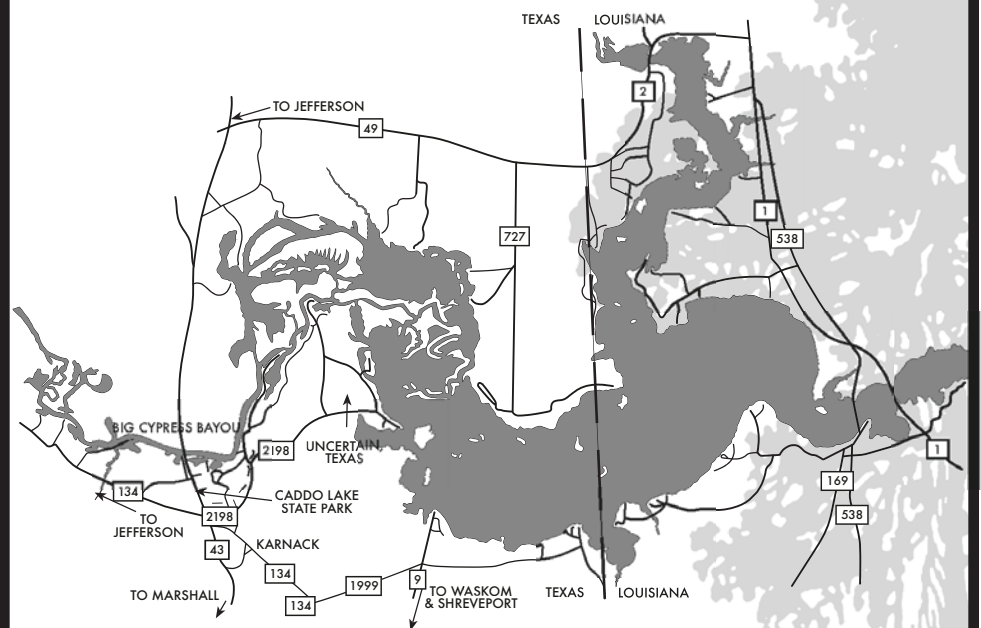 TEXAS
LOUISIANA
2
TO JEFFERSON
49
1
727
538
BIG CYPRESS BAYOU
2198
UNCERTAIN,
TEXAS
1
134
169
CADDO LAKE
STATE PARK
TO
JEFFERSON
2198
538
43
KARNACK
134
1999
9
TO WASKOM
& SHREVEPORT
TO MARSHALL
134
TEXAS
LOUISIANA